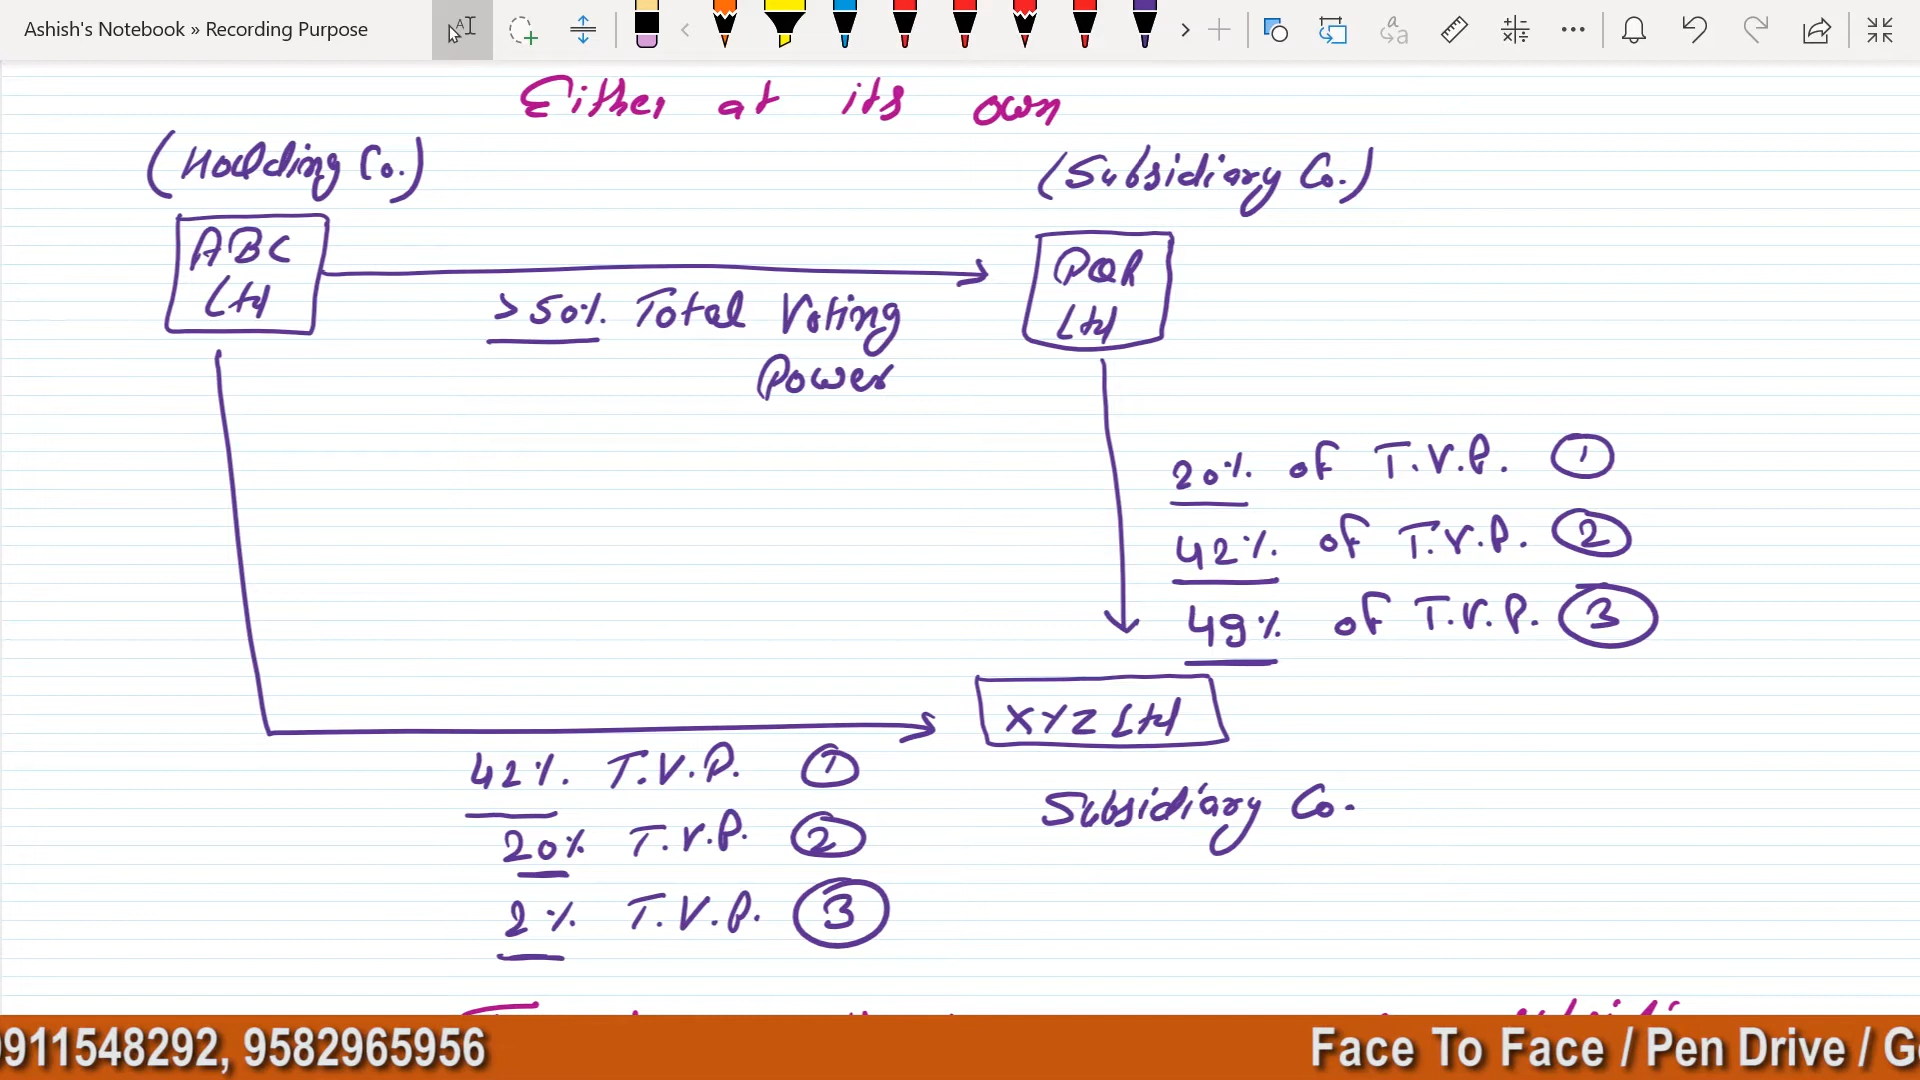 Ashish's Notebook » Recording Purpose
Either at its own
(Houlding Co.)
(Subsidiary Co.)
ABC
Ltd
PQR
Ltd
>50% Total Voting
Power
20% of T.V.P. 1
42% of T.V.P. 2
49% of T.V.P. 3
XYZ Ltd
42% T.V.P. 1
20% T.V.P. 2
2% T.V.P. 3
Subsidiary Co.
9911548292, 9582965956
Face To Face / Pen Drive / G